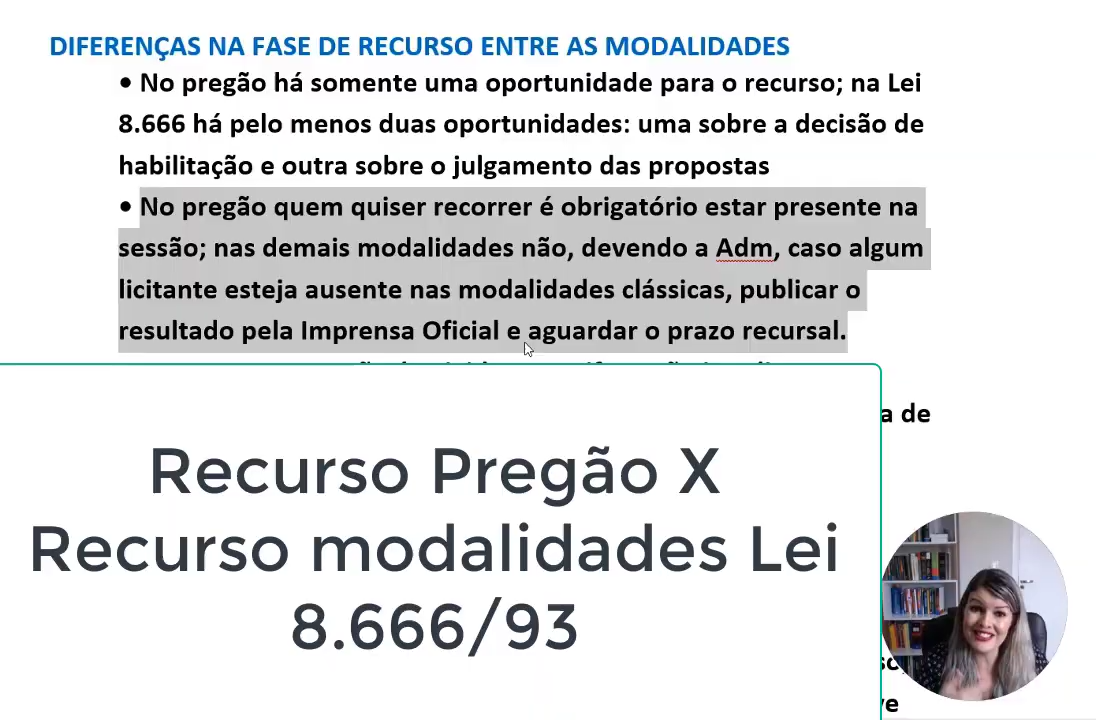 DIFERENÇAS NA FASE DE RECURSO ENTRE AS MODALIDADES
• No pregão há somente uma oportunidade para o recurso; na Lei
8.666 há pelo menos duas oportunidades: uma sobre a decisão de
habilitação e outra sobre o julgamento das propostas
• No pregão quem quiser recorrer é obrigatório estar presente na
sessão; nas demais modalidades não, devendo a Adm, caso algum
licitante esteja ausente nas modalidades clássicas, publicar o
resultado pela Imprensa Oficial e aguardar o prazo recursal.
a de
Recurso Pregão X
Recurso modalidades Lei
8.666/93